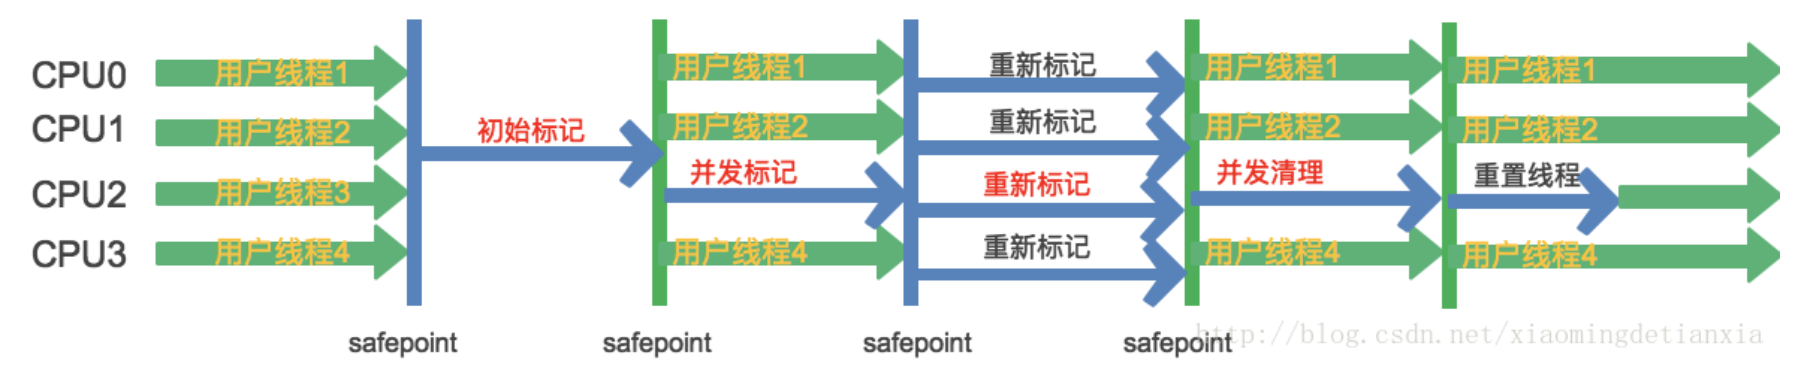 CPU0 用户线程1 用户线程1 重新标记 用户线程1 用户线程1
CPU1 用户线程2 初始标记 用户线程2 重新标记 用户线程2 用户线程2
CPU2 用户线程3 并发标记 重新标记 并发清理 重置线程
CPU3 用户线程4 用户线程4 重新标记 用户线程4 用户线程4
safepoint safepoint safepoint safepoint
http://blog.csdn.net/xiaomingdetianxia